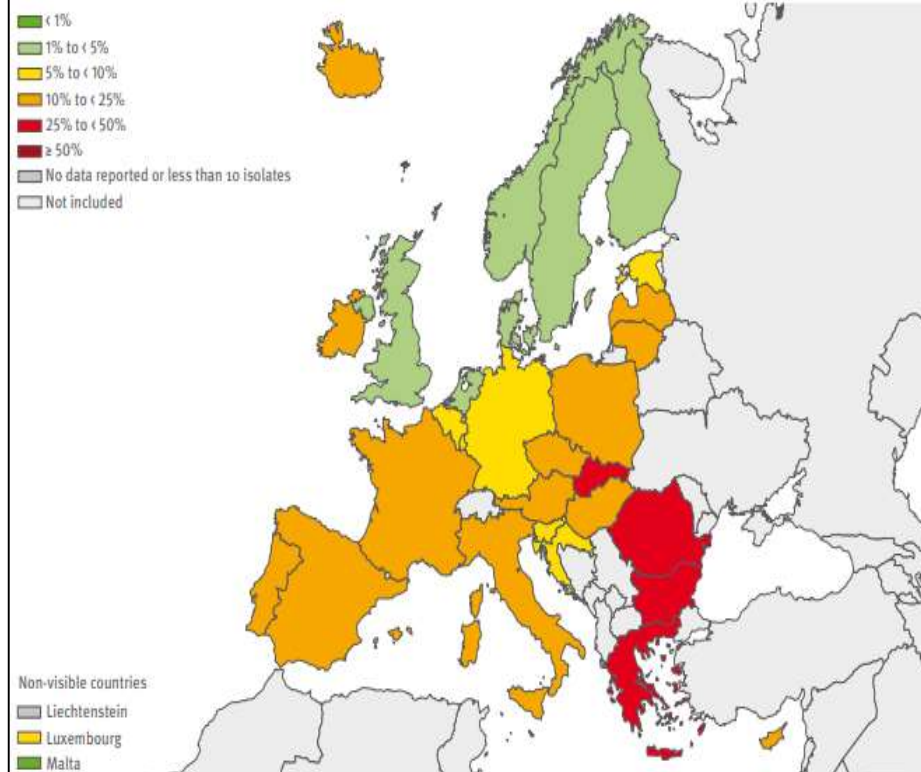 < 1%
1% to < 5%
5% to < 10%
10% to < 25%
25% to < 50%
≥ 50%
No data reported or less than 10 isolates
Not included
Non-visible countries
Liechtenstein
Luxembourg
Malta